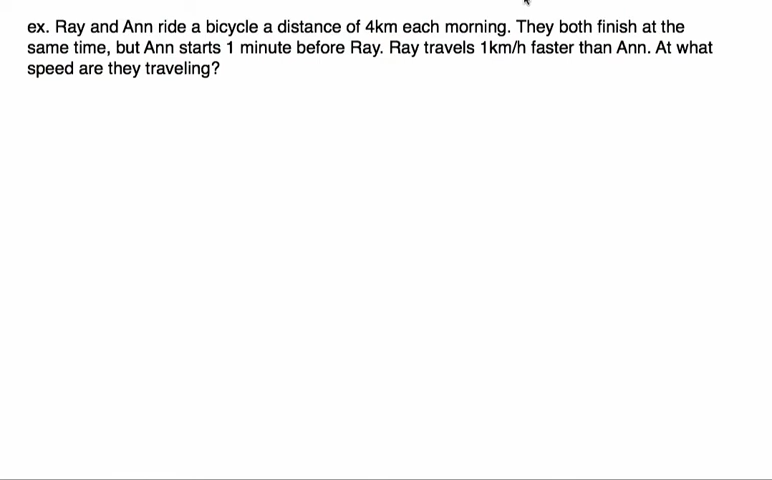 ex. Ray and Ann ride a bicycle a distance of 4km each morning. They both finish at the
same time, but Ann starts 1 minute before Ray. Ray travels 1km/h faster than Ann. At what
speed are they traveling?